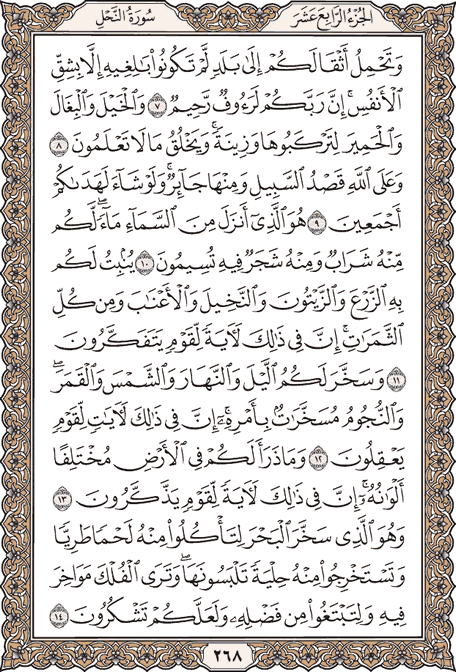 الجزء الرابع عشر
سورة النحل
وَتَحْمِلُ أَثْقَالَكُمْ إِلَىٰ بَلَدٍ لَّمْ تَكُونُوا۟ بَٰلِغِيهِ إِلَّا بِشِقِّ
ٱلْأَنفُسِ ۚ إِنَّ رَبَّكُمْ لَرَءُوفٌ رَّحِيمٌ ٧ وَٱلْخَيْلَ وَٱلْبِغَالَ
وَٱلْحَمِيرَ لِتَرْكَبُوهَا وَزِينَةً ۚ وَيَخْلُقُ مَا لَا تَعْلَمُونَ ٨
وَعَلَى ٱللَّهِ قَصْدُ ٱلسَّبِيلِ وَمِنْهَا جَآئِرٌ ۚ وَلَوْ شَآءَ لَهَدَىٰكُمْ
أَجْمَعِينَ ٩ هُوَ ٱلَّذِىٓ أَنزَلَ مِنَ ٱلسَّمَآءِ مَآءً ۖ لَّكُم
مِّنْهُ شَرَابٌ وَمِنْهُ شَجَرٌ فِيهِ تُسِيمُونَ ١٠ يُنۢبِتُ لَكُم
بِهِ ٱلزَّرْعَ وَٱلزَّيْتُونَ وَٱلنَّخِيلَ وَٱلْأَعْنَٰبَ وَمِن كُلِّ
ٱلثَّمَرَٰتِ ۗ إِنَّ فِى ذَٰلِكَ لَءَايَةً لِّقَوْمٍ يَتَفَكَّرُونَ
١١ وَسَخَّرَ لَكُمُ ٱلَّيْلَ وَٱلنَّهَارَ وَٱلشَّمْسَ وَٱلْقَمَرَ ۖ
وَٱلنُّجُومُ مُسَخَّرَٰتٌۢ بِأَمْرِهِۦٓ ۗ إِنَّ فِى ذَٰلِكَ لَءَايَٰتٍ لِّقَوْمٍ
يَعْقِلُونَ ١٢ وَمَا ذَرَأَ لَكُمْ فِى ٱلْأَرْضِ مُخْتَلِفًا
أَلْوَٰنُهُۥٓ ۗ إِنَّ فِى ذَٰلِكَ لَءَايَةً لِّقَوْمٍ يَذَّكَّرُونَ ١٣
وَهُوَ ٱلَّذِى سَخَّرَ ٱلْبَحْرَ لِتَأْكُلُوا۟ مِنْهُ لَحْمًا طَرِيًّا
وَتَسْتَخْرِجُوا۟ مِنْهُ حِلْيَةً تَلْبَسُونَهَا ۖ وَتَرَى ٱلْفُلْكَ مَوَاخِرَ
فِيهِ وَلِتَبْتَغُوا۟ مِن فَضْلِهِۦ وَلَعَلَّكُمْ تَشْكُرُونَ ١٤
٢٦٨